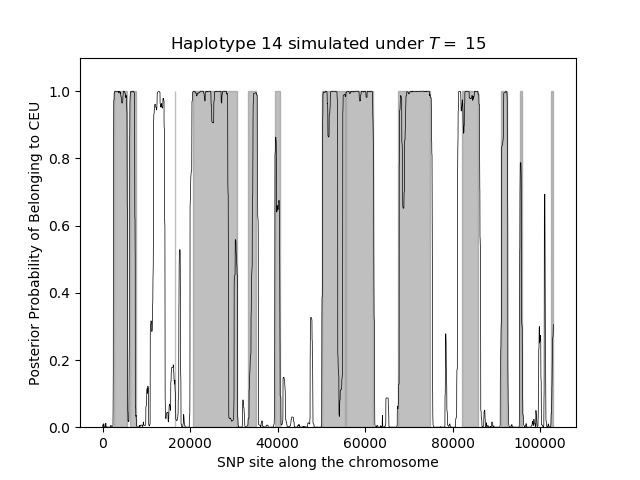 Haplotype 14 simulated under T = 15
Posterior Probability of Belonging to CEU
1.0
0.8
0.6
0.4
0.2
0.0
0 20000 40000 60000 80000 100000
SNP site along the chromosome